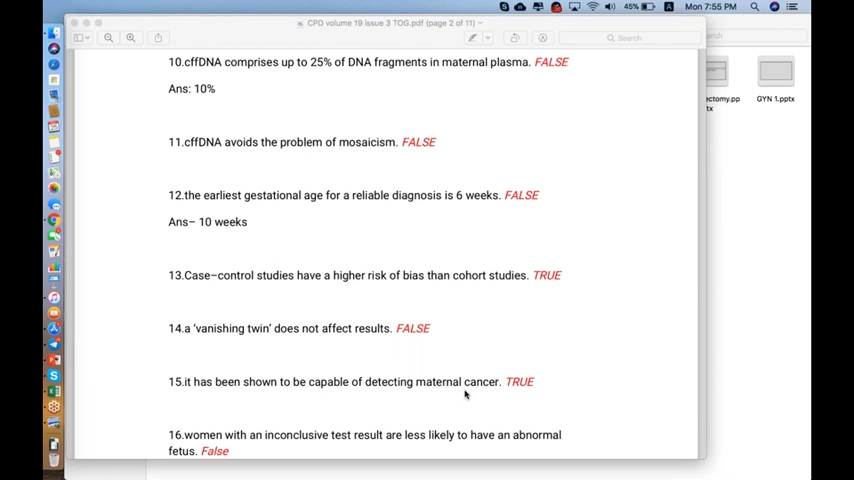 45%
A
Mon 7:55 PM
CPD volume 19 issue 3 TOG.pdf (page 2 of 11)
Search
10.cffDNA comprises up to 25% of DNA fragments in maternal plasma. FALSE
Ans: 10%
ectomy.pp
tx
GYN 1.pptx
11.cffDNA avoids the problem of mosaicism. FALSE
12.the earliest gestational age for a reliable diagnosis is 6 weeks. FALSE
Ans– 10 weeks
13.Case–control studies have a higher risk of bias than cohort studies. TRUE
14.a ‘vanishing twin’ does not affect results. FALSE
15.it has been shown to be capable of detecting maternal cancer. TRUE
16.women with an inconclusive test result are less likely to have an abnormal
fetus. False